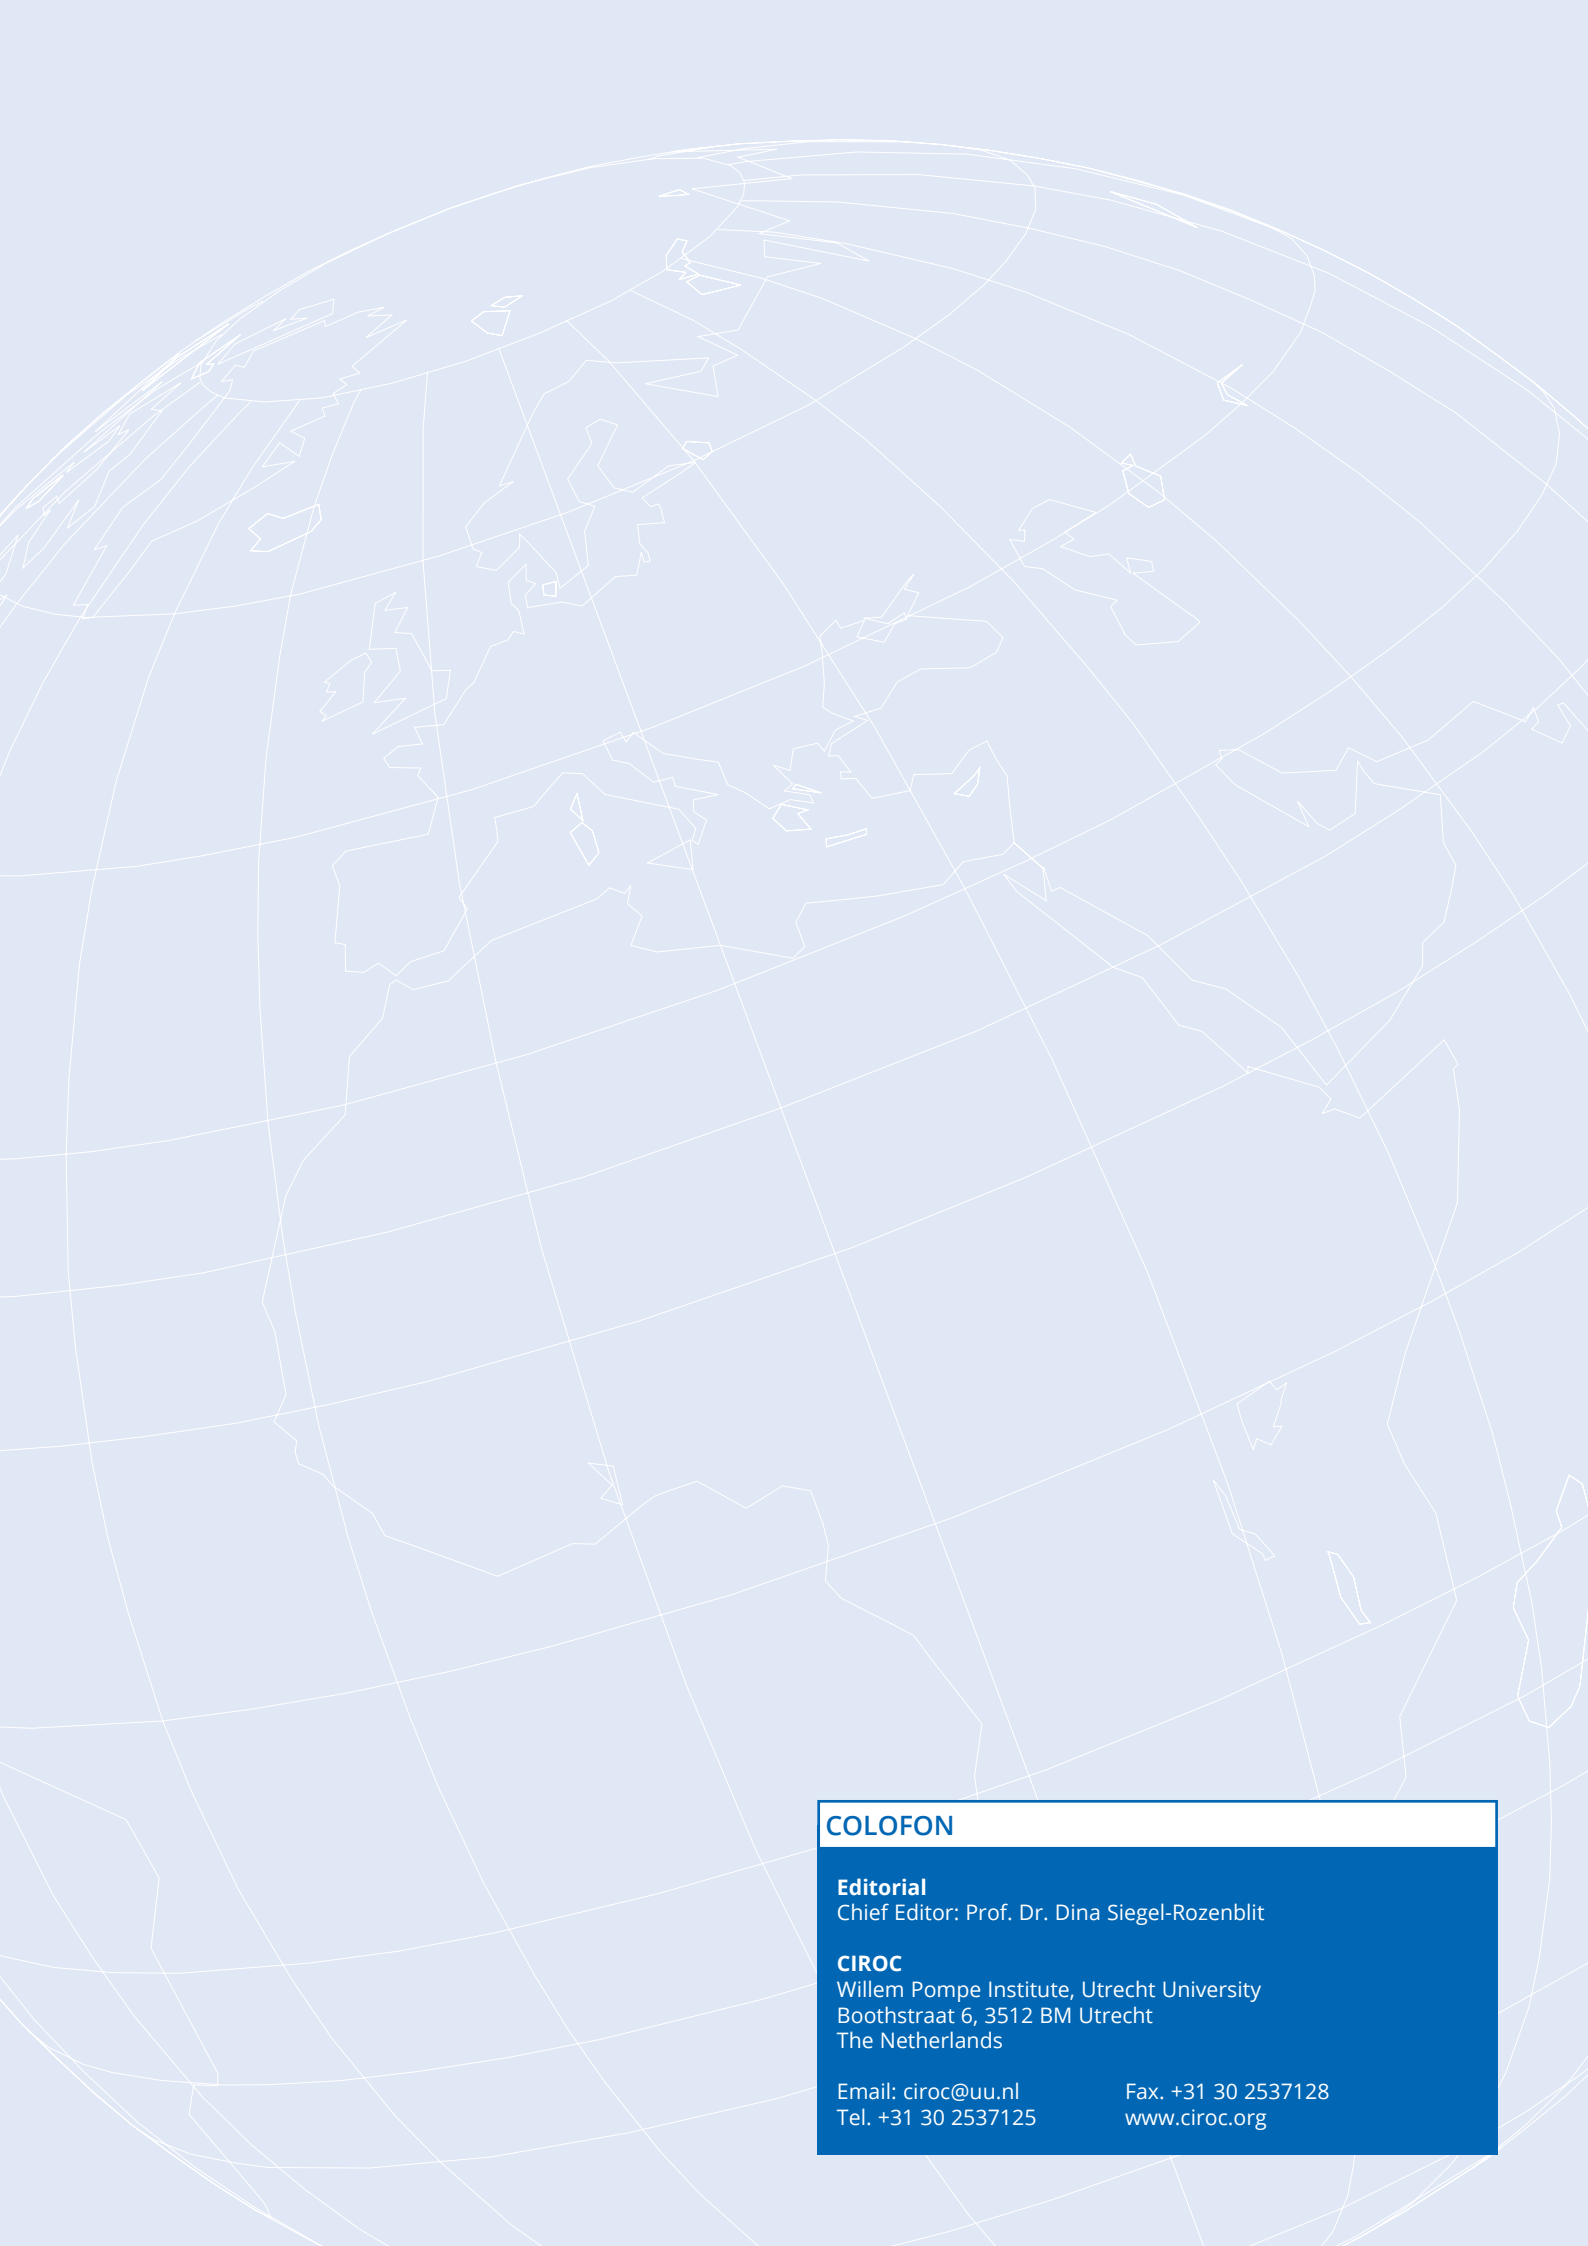 COLOFON
Editorial
Chief Editor: Prof. Dr. Dina Siegel-Rozenblit
CIROC
Willem Pompe Institute, Utrecht University
Boothstraat 6, 3512 BM Utrecht
The Netherlands
Email: ciroc@uu.nl Fax. +31 30 2537128
Tel. +31 30 2537125 www.ciroc.org